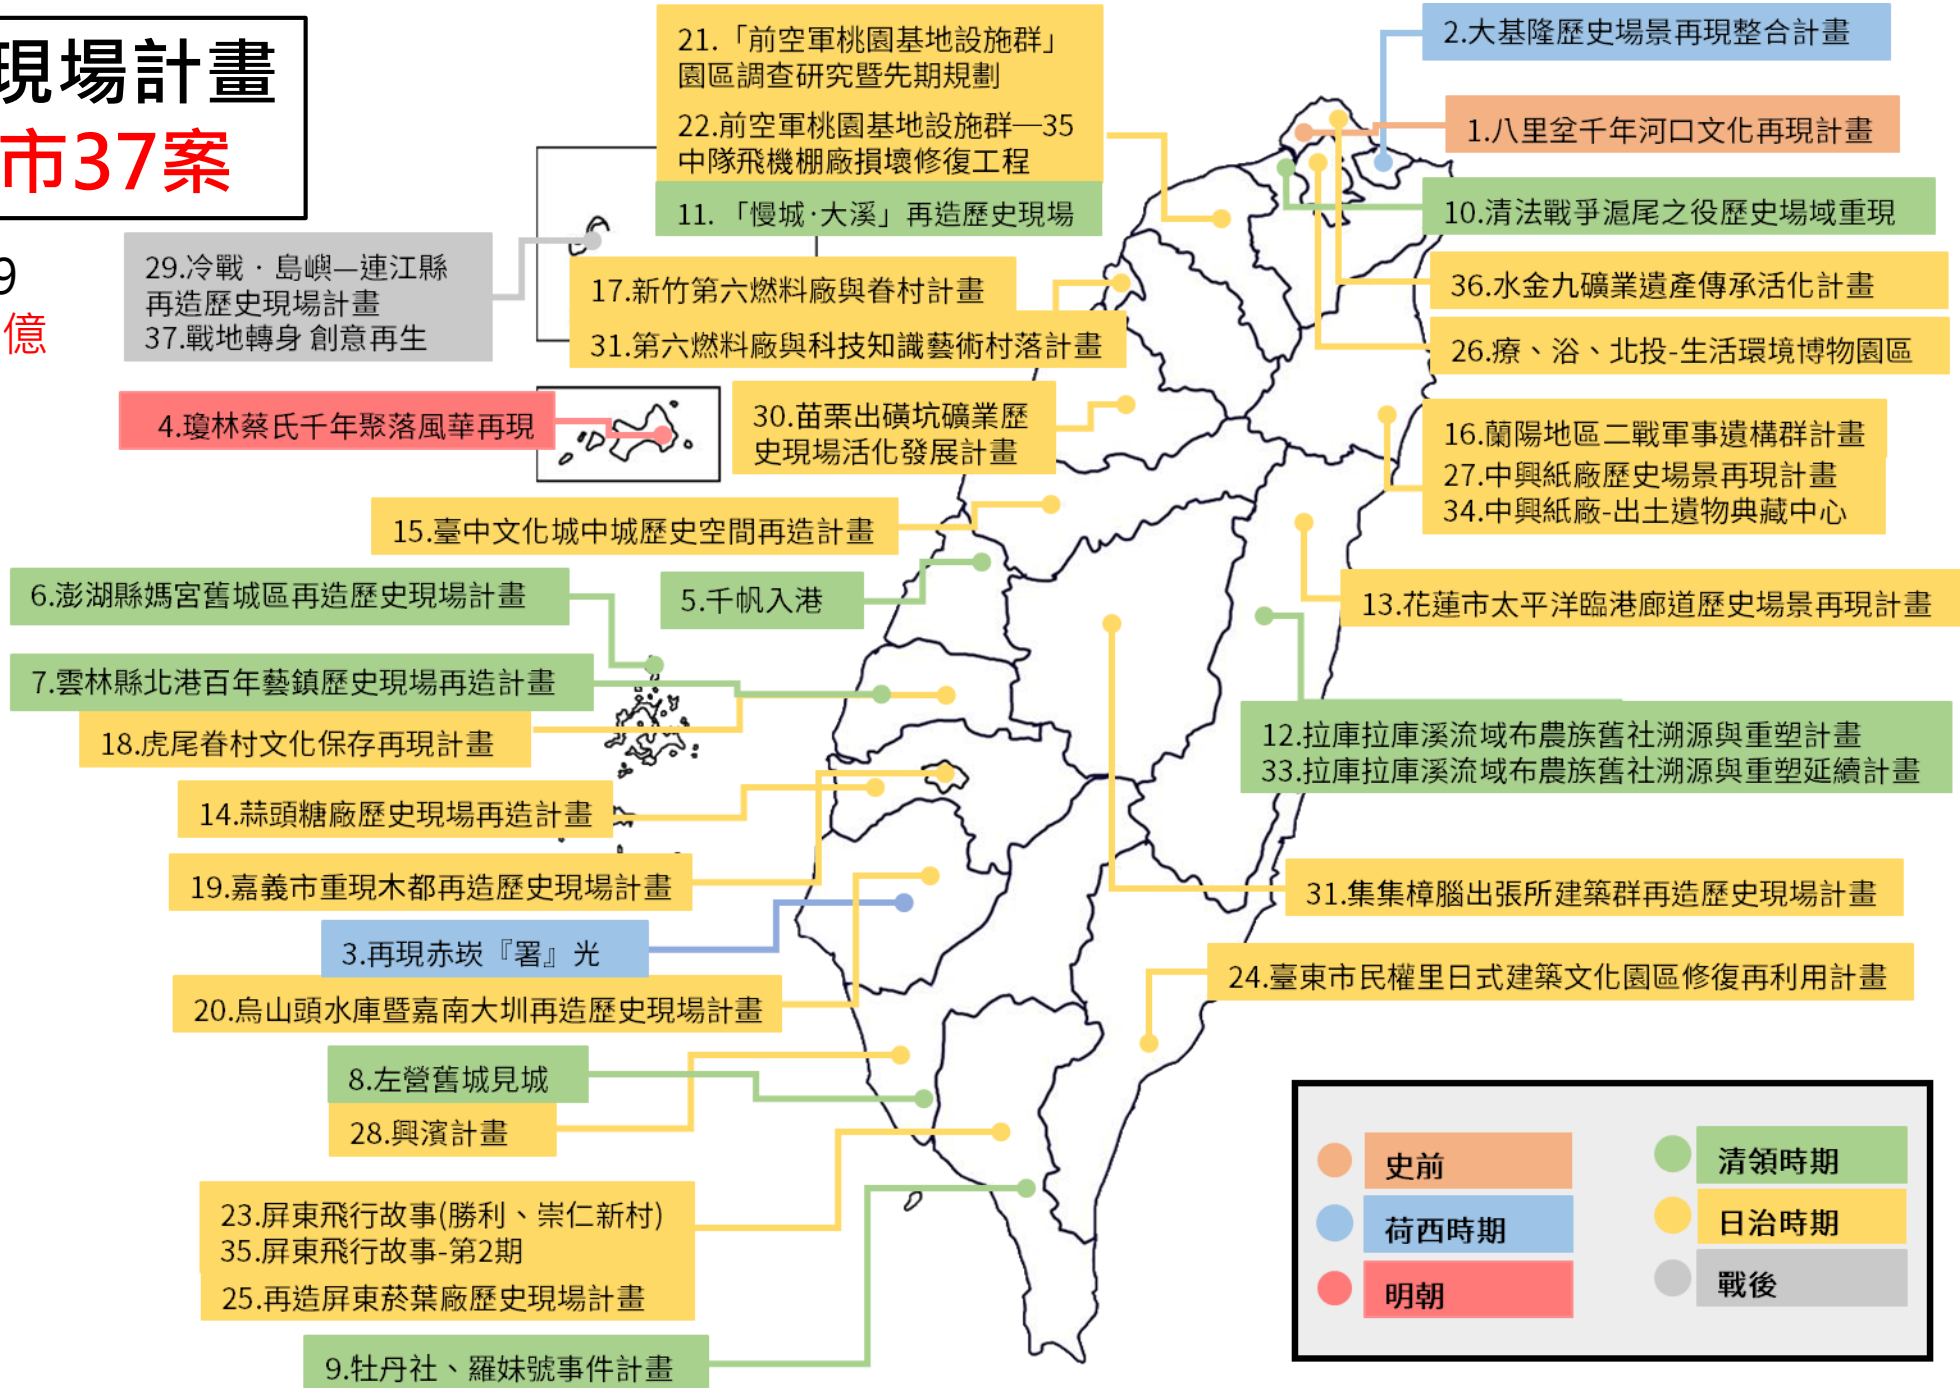 現場計畫
市37案
9
億
21.「前空軍桃園基地設施群」
園區調查研究暨先期規劃
22.前空軍桃園基地設施群─35
中隊飛機棚廠損壞修復工程
11.「慢城‧大溪」再造歷史現場
2.大基隆歷史場景再現整合計畫
1.八里坌千年河口文化再現計畫
10.清法戰爭滬尾之役歷史場域重現
36.水金九礦業遺產傳承活化計畫
26.療、浴、北投-生活環境博物園區
29.冷戰‧島嶼—連江縣
再造歷史現場計畫
37.戰地轉身 創意再生
17.新竹第六燃料廠與眷村計畫
31.第六燃料廠與科技知識藝術村落計畫
4.瓊林蔡氏千年聚落風華再現
30.苗栗出磺坑礦業歷
史現場活化發展計畫
16.蘭陽地區二戰軍事遺構群計畫
27.中興紙廠歷史場景再現計畫
34.中興紙廠-出土遺物典藏中心
15.臺中文化城中城歷史空間再造計畫
6.澎湖縣媽宮舊城區再造歷史現場計畫
5.千帆入港
13.花蓮市太平洋臨港廊道歷史場景再現計畫
7.雲林縣北港百年藝鎮歷史現場再造計畫
18.虎尾眷村文化保存再現計畫
12.拉庫拉庫溪流域布農族舊社溯源與重塑計畫
33.拉庫拉庫溪流域布農族舊社溯源與重塑延續計畫
14.蒜頭糖廠歷史現場再造計畫
19.嘉義市重現木都再造歷史現場計畫
31.集集樟腦出張所建築群再造歷史現場計畫
3.再現赤崁『署』光
20.烏山頭水庫暨嘉南大圳再造歷史現場計畫
24.臺東市民權里日式建築文化園區修復再利用計畫
8.左營舊城見城
28.興濱計畫
23.屏東飛行故事(勝利、崇仁新村)
35.屏東飛行故事-第2期
25.再造屏東菸葉廠歷史現場計畫
9.牡丹社、羅妹號事件計畫
史前
荷西時期
明朝
清領時期
日治時期
戰後